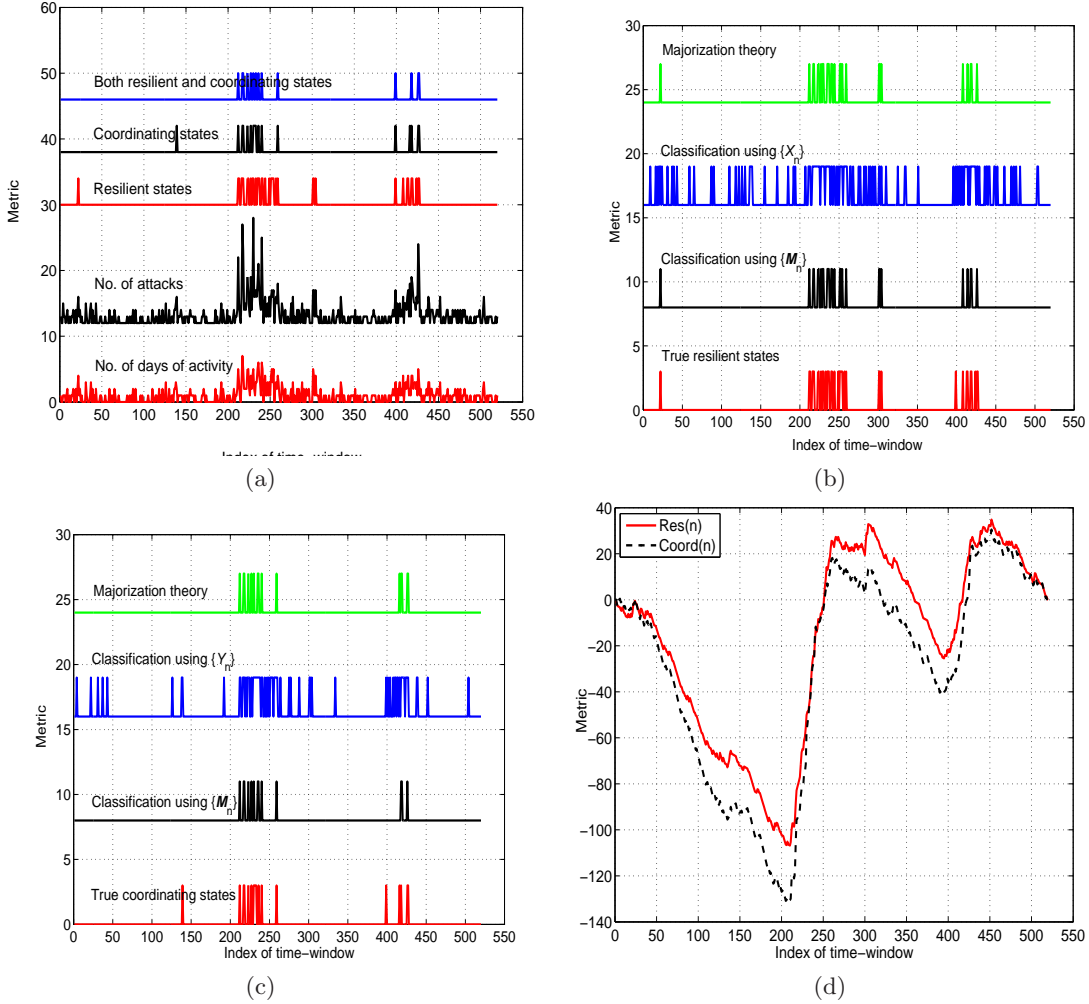 60
50
40
30
20
10
0
Metric
Both resilient and coordinating states
Coordinating states
Resilient states
No. of attacks
No. of days of activity
0 50 100 150 200 250 300 350 400 450 500 550
Index of time−window
(a)
30
25
20
15
10
5
0
Metric
Majorization theory
Classification using {X_n}
Classification using {M_n}
True resilient states
0 50 100 150 200 250 300 350 400 450 500 550
Index of time−window
(b)
30
25
20
15
10
5
0
Metric
Majorization theory
Classification using {Y_n}
Classification using {M_n}
True coordinating states
0 50 100 150 200 250 300 350 400 450 500 550
Index of time−window
(c)
40
20
0
−20
−40
−60
−80
−100
−120
−140
Metric
Res(n)
Coord(n)
0 50 100 150 200 250 300 350 400 450 500 550
Index of time−window
(d)